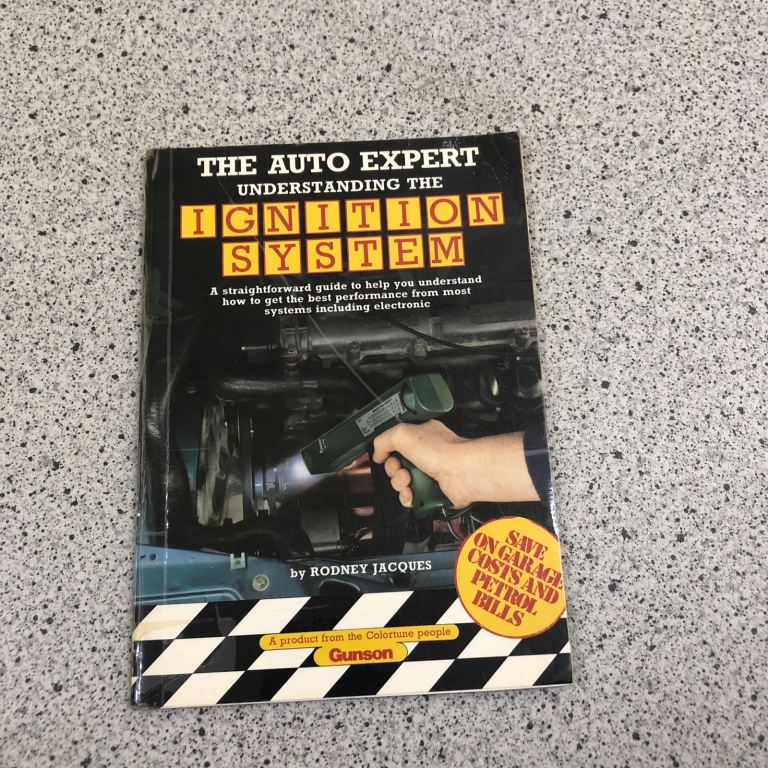 THE AUTO EXPERT
UNDERSTANDING THE
IGNITION
SYSTEM
A straightforward guide to help you understand
how to get the best performance from most
systems including electronic
by RODNEY JACQUES
SAVE
ON GARAGE
COSTS AND
PETROL
BILLS
A product from the Colortune people
Gunson